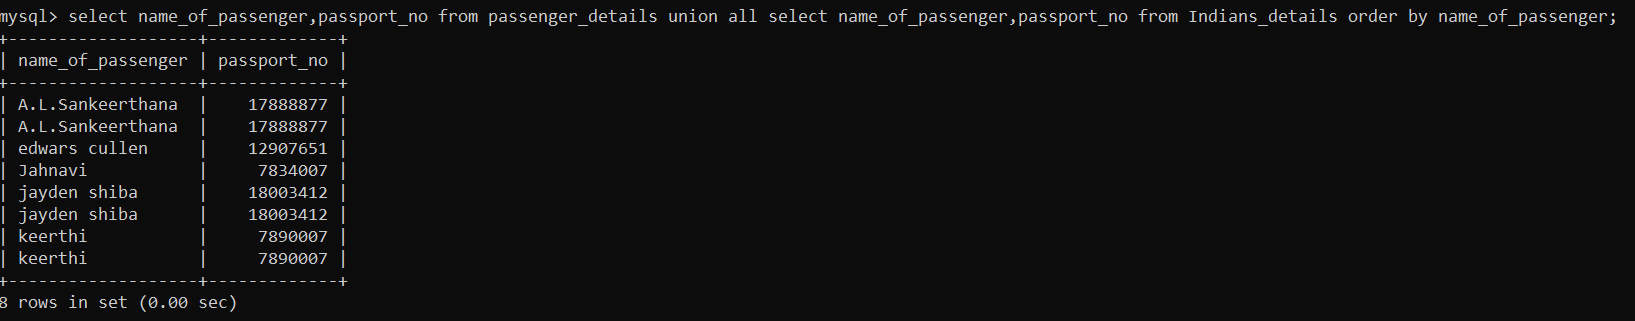 mysql> select name_of_passenger,passport_no from passenger_details union all select name_of_passenger,passport_no from Indians_details order by name_of_passenger;
+-------------------+-------------+
| name_of_passenger | passport_no |
+-------------------+-------------+
| A.L.Sankeerthana  |    17888877 |
| A.L.Sankeerthana  |    17888877 |
| edwars cullen     |    12907651 |
| Jahnavi           |     7834007 |
| jayden shiba      |    18003412 |
| jayden shiba      |    18003412 |
| keerthi           |     7890007 |
| keerthi           |     7890007 |
+-------------------+-------------+
8 rows in set (0.00 sec)